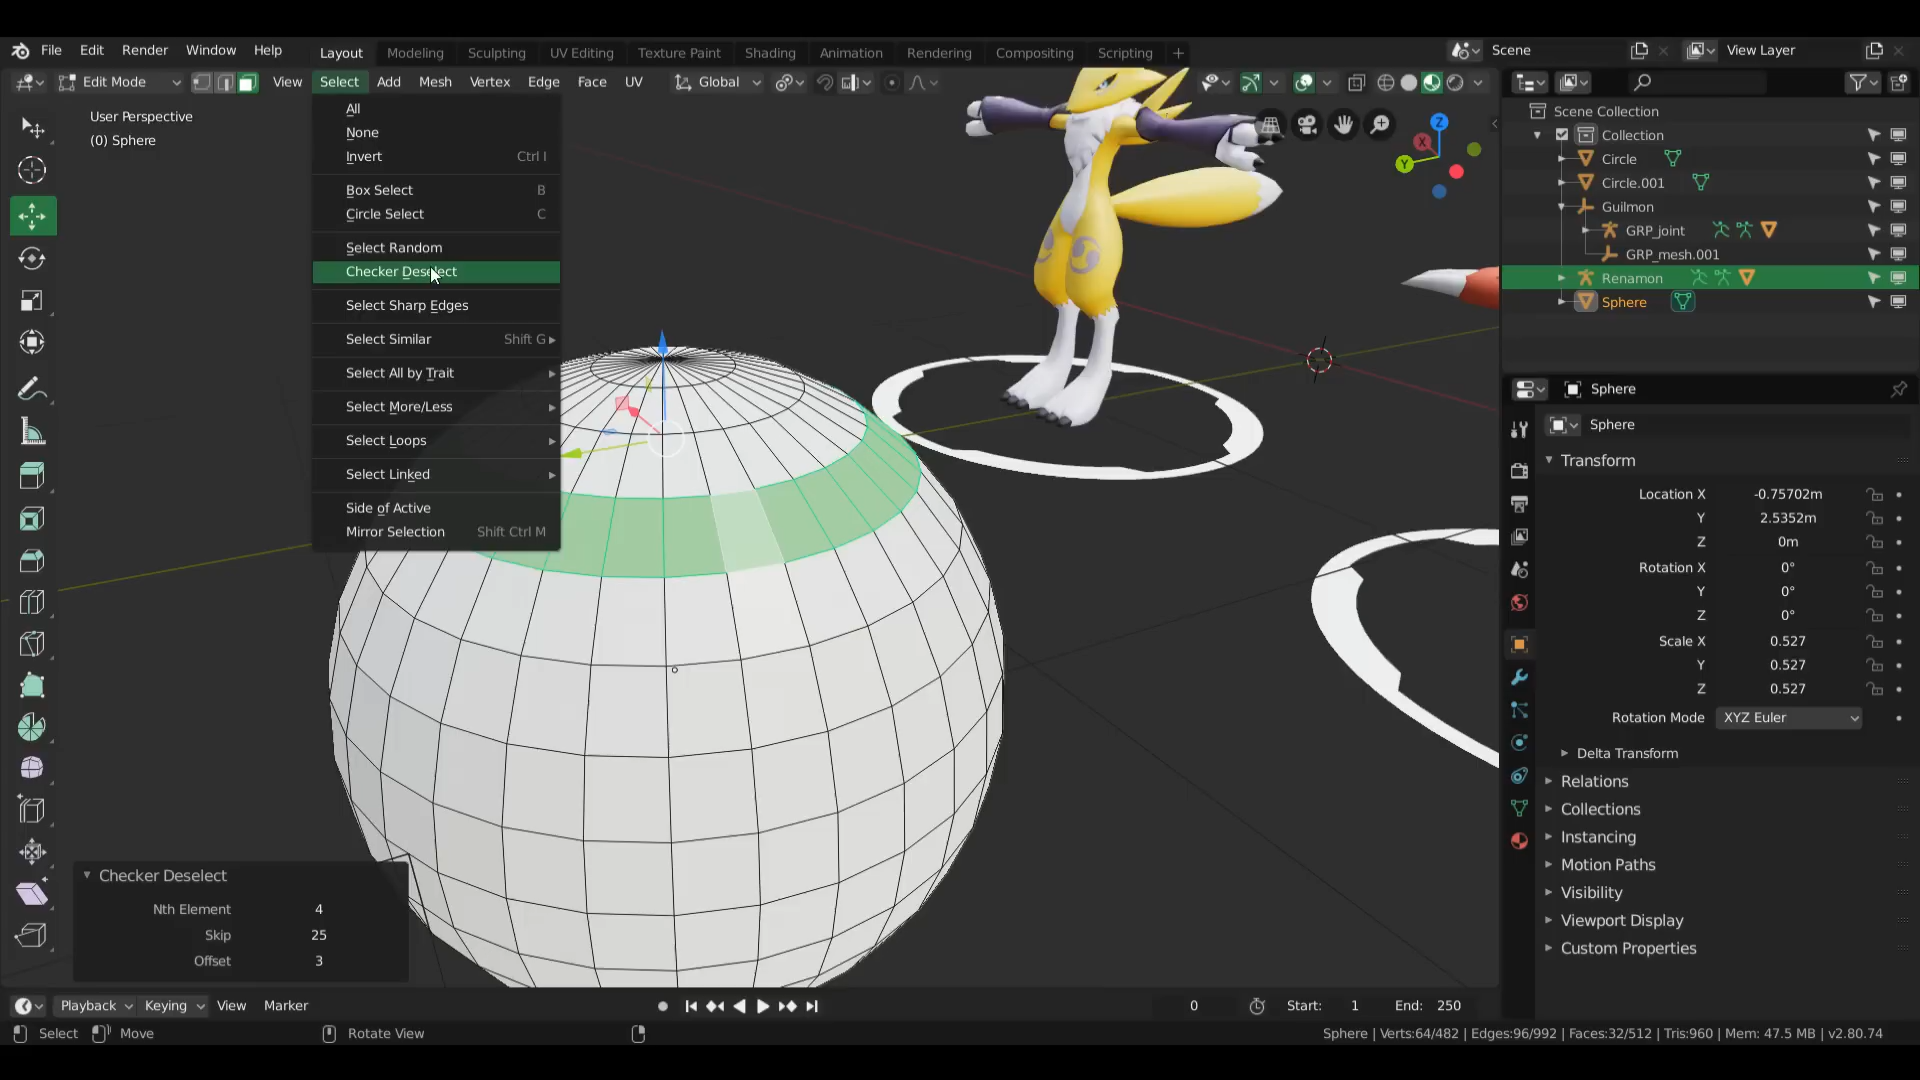 File Edit Render Window Help Layout Modeling Sculpting UV Editing Texture Paint Shading Animation Rendering Compositing Scripting + Scene View Layer
Edit Mode View Select Add Mesh Vertex Edge Face UV Global
User Perspective
(0) Sphere
All
None
Invert Ctrl I
Box Select B
Circle Select C
Select Random
Checker Deselect
Select Sharp Edges
Select Similar Shift G
Select All by Trait
Select More/Less
Select Loops
Select Linked
Side of Active
Mirror Selection Shift Ctrl M
Z
X
Y
Scene Collection
Collection
Circle
Circle.001
Guilmon
GRP_joint
GRP_mesh.001
Renamon
Sphere
Sphere
Sphere
Transform
Location X -0.75702m
Y 2.5352m
Z 0m
Rotation X 0°
Y 0°
Z 0°
Scale X 0.527
Y 0.527
Z 0.527
Rotation Mode XYZ Euler
Delta Transform
Relations
Collections
Instancing
Motion Paths
Visibility
Viewport Display
Custom Properties
Checker Deselect
Nth Element 4
Skip 25
Offset 3
Playback Keying View Marker 0 Start: 1 End: 250
Select Move Rotate View Sphere | Verts:64/482 | Edges:96/992 | Faces:32/512 | Tris:960 | Mem: 47.5 MB | v2.80.74